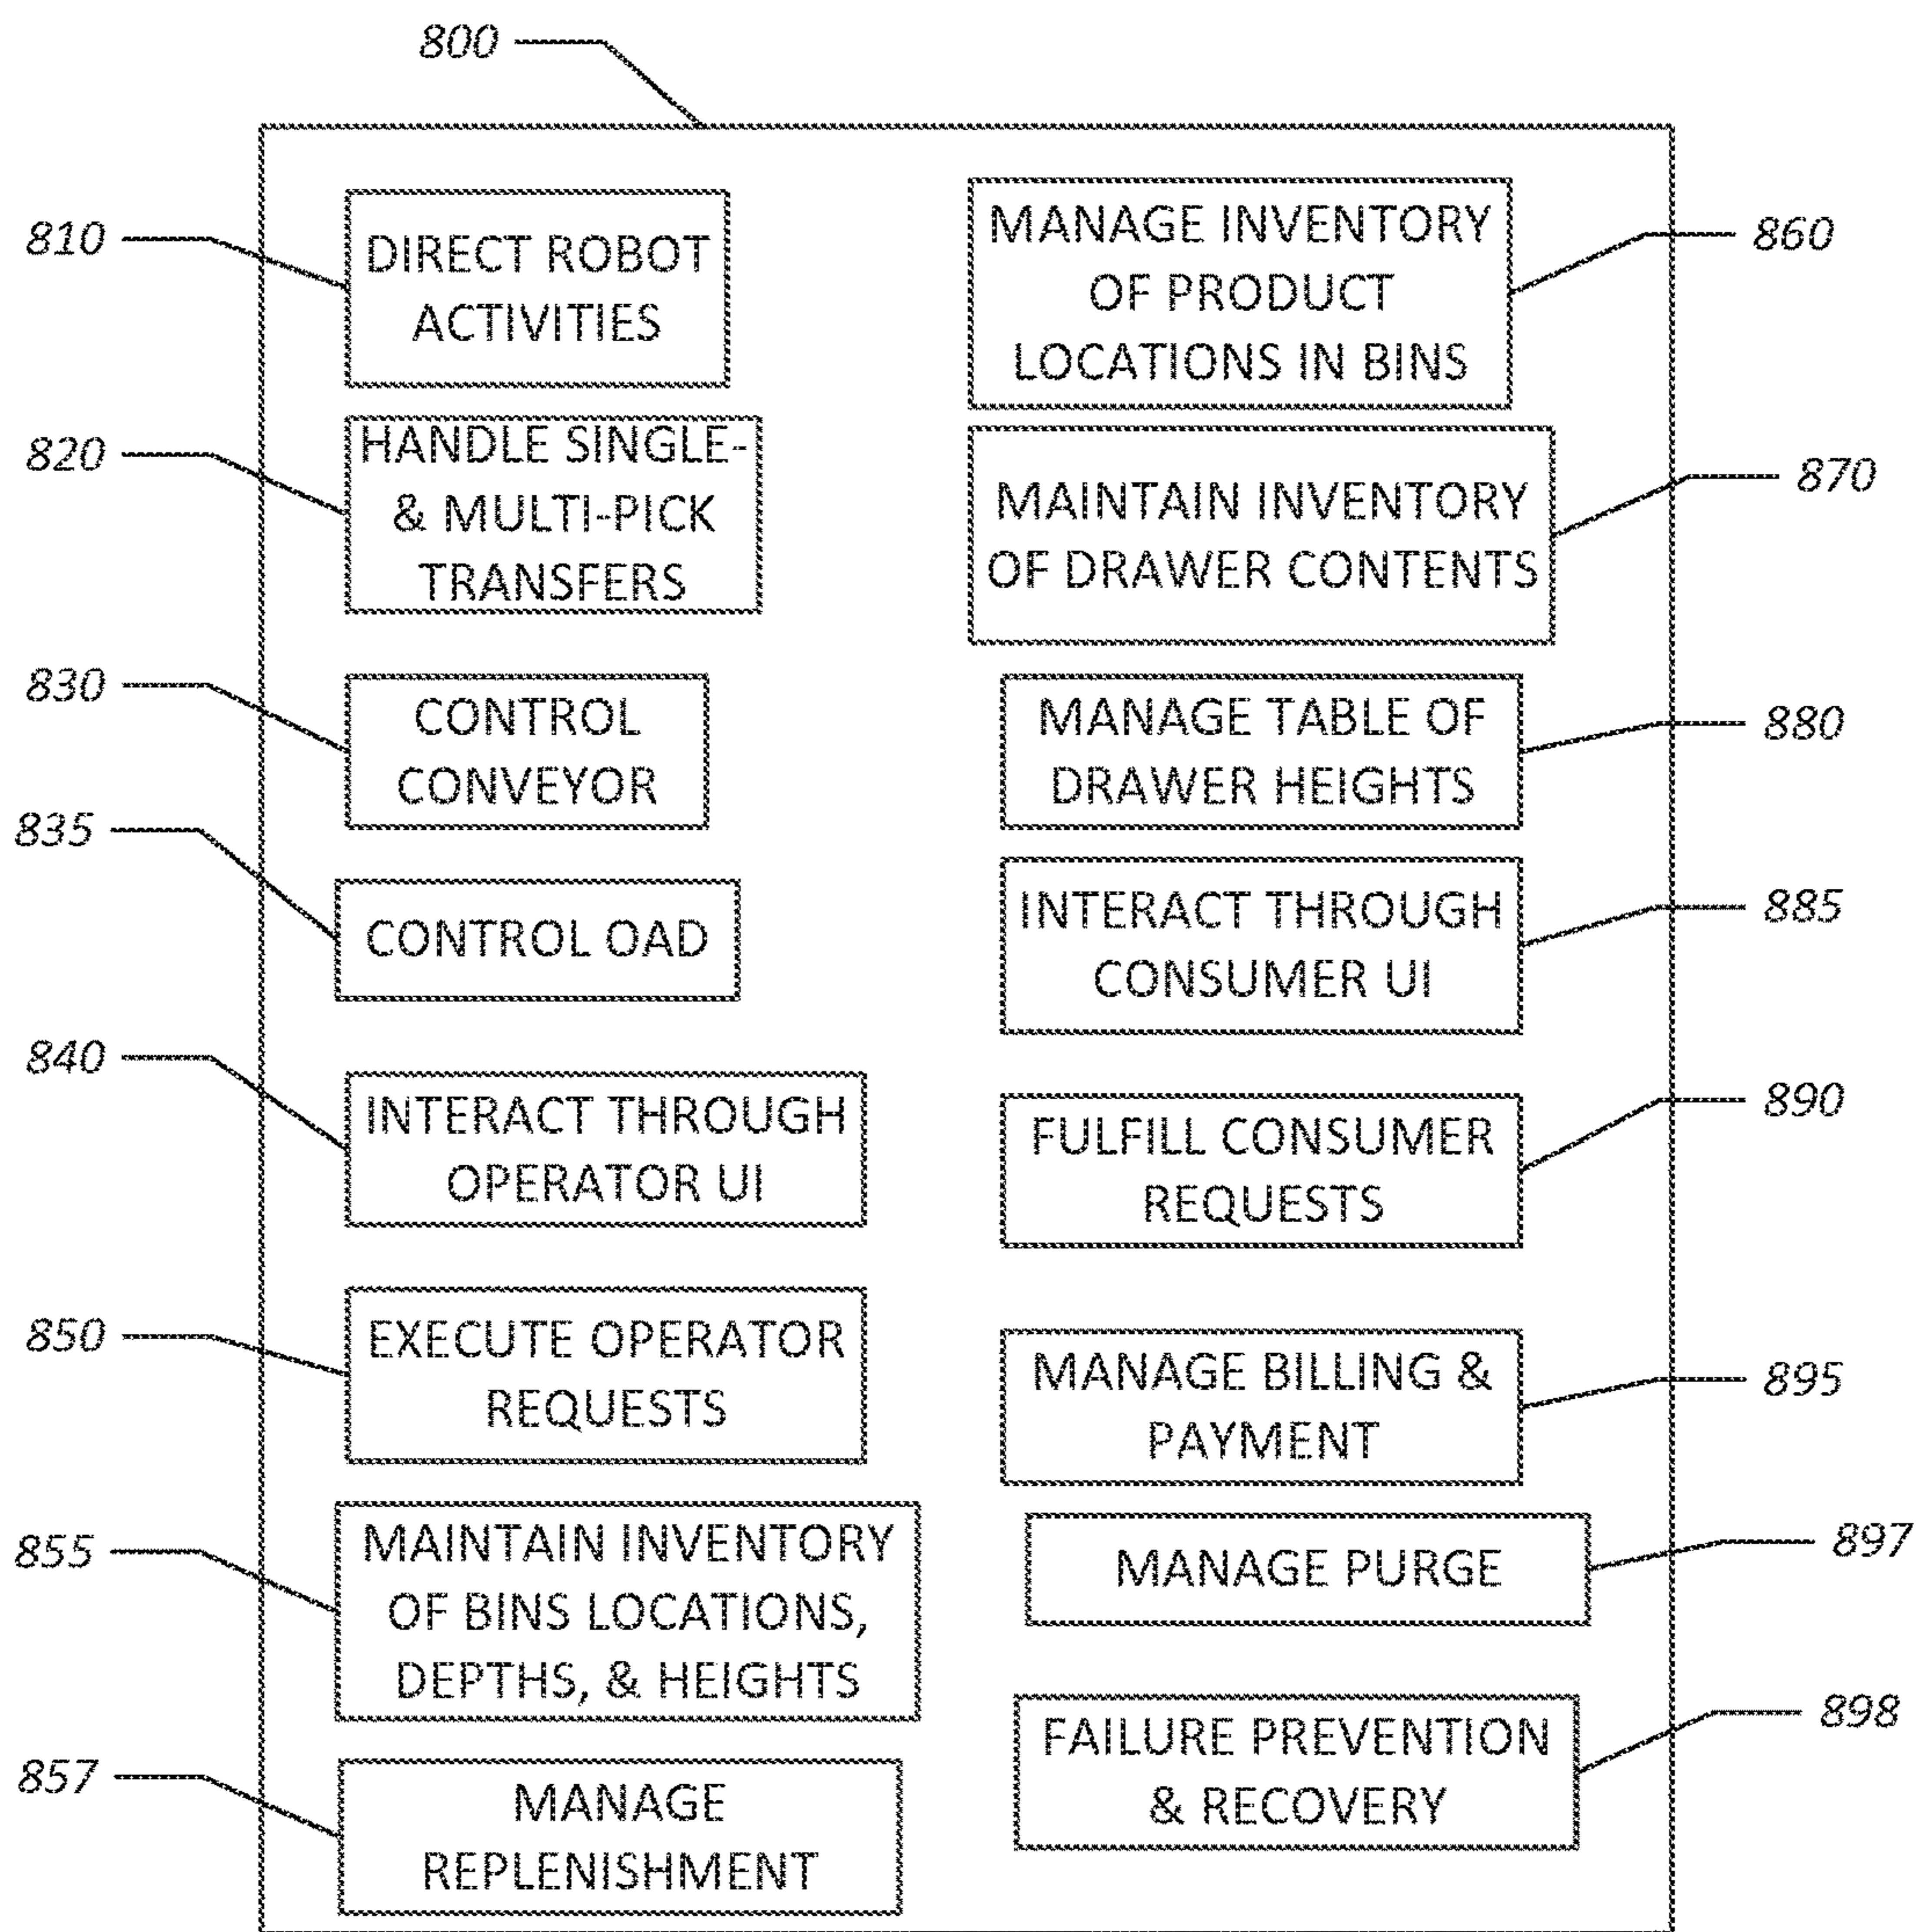 800
810
DIRECT ROBOT
ACTIVITIES
820
HANDLE SINGLE-
& MULTI-PICK
TRANSFERS
830
CONTROL
CONVEYOR
835
CONTROL OAD
840
INTERACT THROUGH
OPERATOR UI
850
EXECUTE OPERATOR
REQUESTS
855
MAINTAIN INVENTORY
OF BINS LOCATIONS,
DEPTHS, & HEIGHTS
857
MANAGE
REPLENISHMENT
MANAGE INVENTORY
OF PRODUCT
LOCATIONS IN BINS
860
MAINTAIN INVENTORY
OF DRAWER CONTENTS
870
MANAGE TABLE OF
DRAWER HEIGHTS
880
INTERACT THROUGH
CONSUMER UI
885
FULFILL CONSUMER
REQUESTS
890
MANAGE BILLING &
PAYMENT
895
MANAGE PURGE
897
FAILURE PREVENTION
& RECOVERY
898